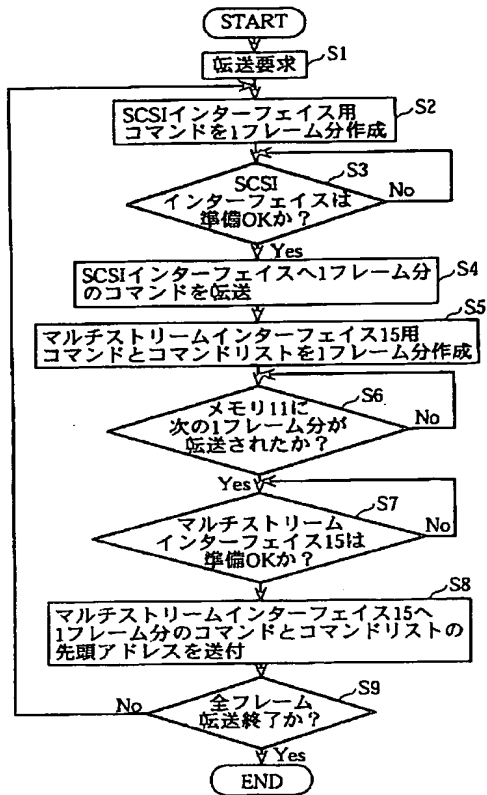 START
転送要求
S1
SCSIインターフェイス用
コマンドを1フレーム分作成
S2
SCSI
インターフェイスは
準備OKか？
S3
No
Yes
SCSIインターフェイスへ1フレーム分
のコマンドを転送
S4
マルチストリームインターフェイス15用
コマンドとコマンドリストを1フレーム分作成
S5
メモリ11に
次の1フレーム分が
転送されたか？
S6
No
Yes
マルチストリーム
インターフェイス15は
準備OKか？
S7
No
マルチストリームインターフェイス15へ
1フレーム分のコマンドとコマンドリストの
先頭アドレスを送付
S8
全フレーム
転送終了か？
S9
No
Yes
END